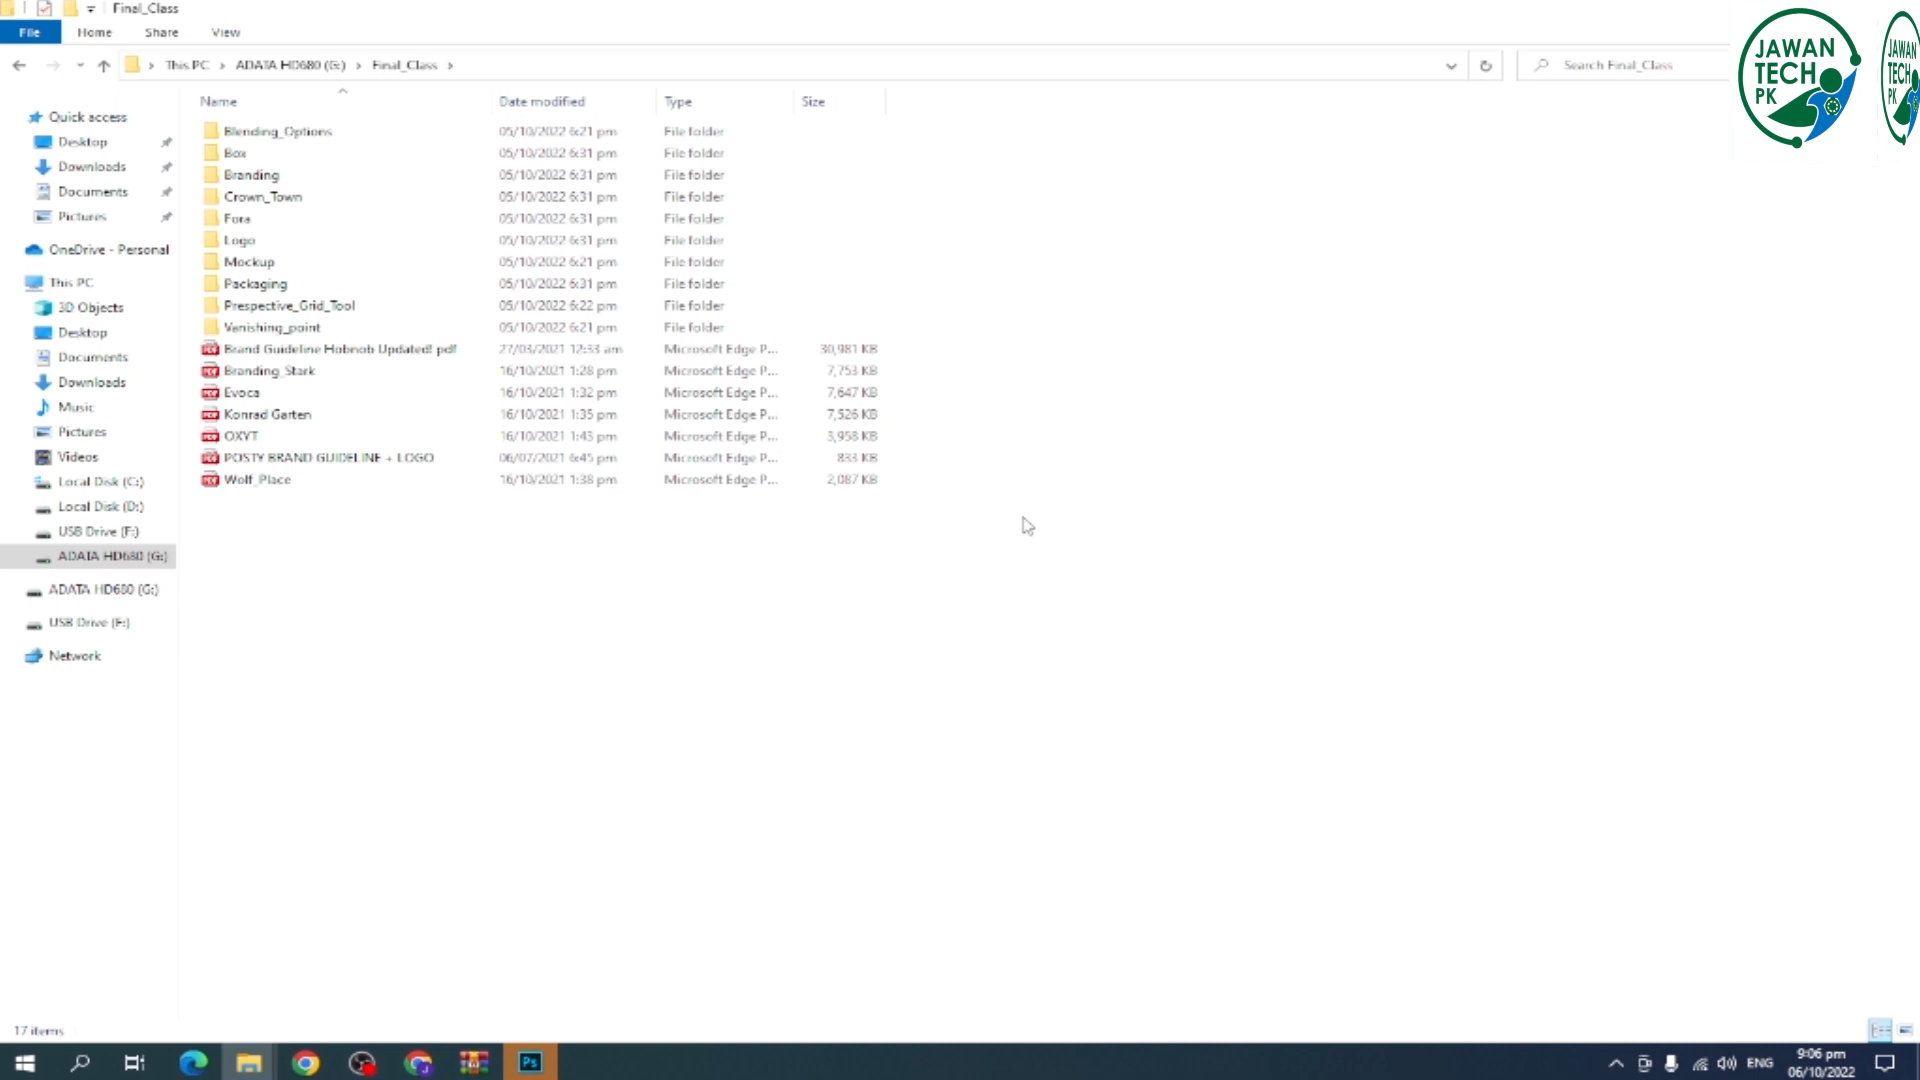 Final_Class
File Home Share View
This PC > ADATA HD680 (G:) > Final_Class >
Search Final_Class
JAWAN
TECH
PK
JAWAN
TECH
PK
Name Date modified Type Size
Quick access
Desktop
Downloads
Documents
Pictures
OneDrive - Personal
This PC
3D Objects
Desktop
Documents
Downloads
Music
Pictures
Videos
Local Disk (C:)
Local Disk (D:)
USB Drive (F:)
ADATA HD680 (G:)
ADATA HD680 (G:)
USB Drive (F:)
Network
Blending_Options 05/10/2022 6:21 pm File folder
Box 05/10/2022 6:31 pm File folder
Branding 05/10/2022 6:31 pm File folder
Crown_Town 05/10/2022 6:31 pm File folder
Fora 05/10/2022 6:31 pm File folder
Logo 05/10/2022 6:31 pm File folder
Mockup 05/10/2022 6:21 pm File folder
Packaging 05/10/2022 6:31 pm File folder
Prespective_Grid_Tool 05/10/2022 6:22 pm File folder
Vanishing_point 05/10/2022 6:21 pm File folder
Brand Guideline Hobnob Updated! pdf 27/03/2021 12:33 am Microsoft Edge P... 30,981 KB
Branding_Stark 16/10/2021 1:28 pm Microsoft Edge P... 7,753 KB
Evoca 16/10/2021 1:32 pm Microsoft Edge P... 7,647 KB
Konrad Garten 16/10/2021 1:35 pm Microsoft Edge P... 7,526 KB
OXYT 16/10/2021 1:43 pm Microsoft Edge P... 3,958 KB
POSTY BRAND GUIDELINE + LOGO 06/07/2021 6:45 pm Microsoft Edge P... 833 KB
Wolf_Place 16/10/2021 1:38 pm Microsoft Edge P... 2,087 KB
17 items
Ps
ENG
9:06 pm
06/10/2022